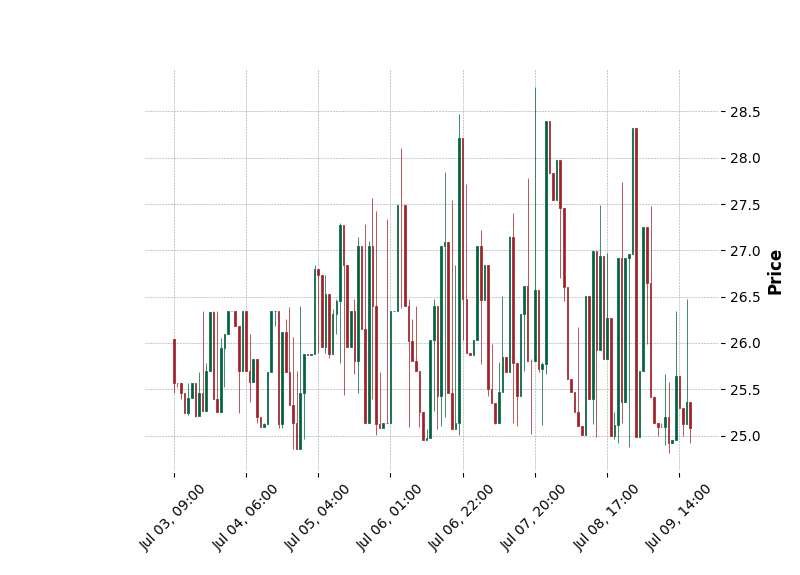 28.5
28.0
27.5
27.0
26.5
26.0
25.5
25.0
Price
Jul 03, 09:00
Jul 04, 06:00
Jul 05, 04:00
Jul 06, 01:00
Jul 06, 22:00
Jul 07, 20:00
Jul 08, 17:00
Jul 09, 14:00